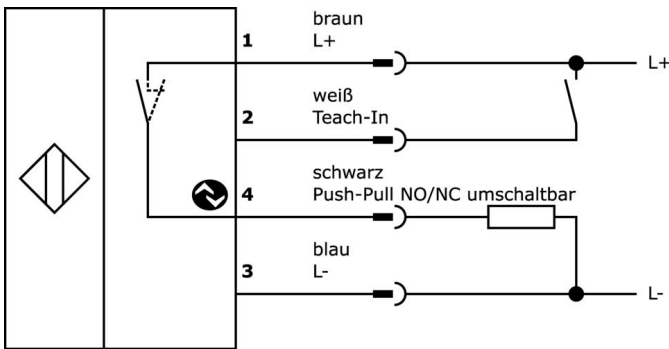 braun
1 L+ L+
weiß
2 Teach-In
schwarz
4 Push-Pull NO/NC umschaltbar
blau
3 L-
L-